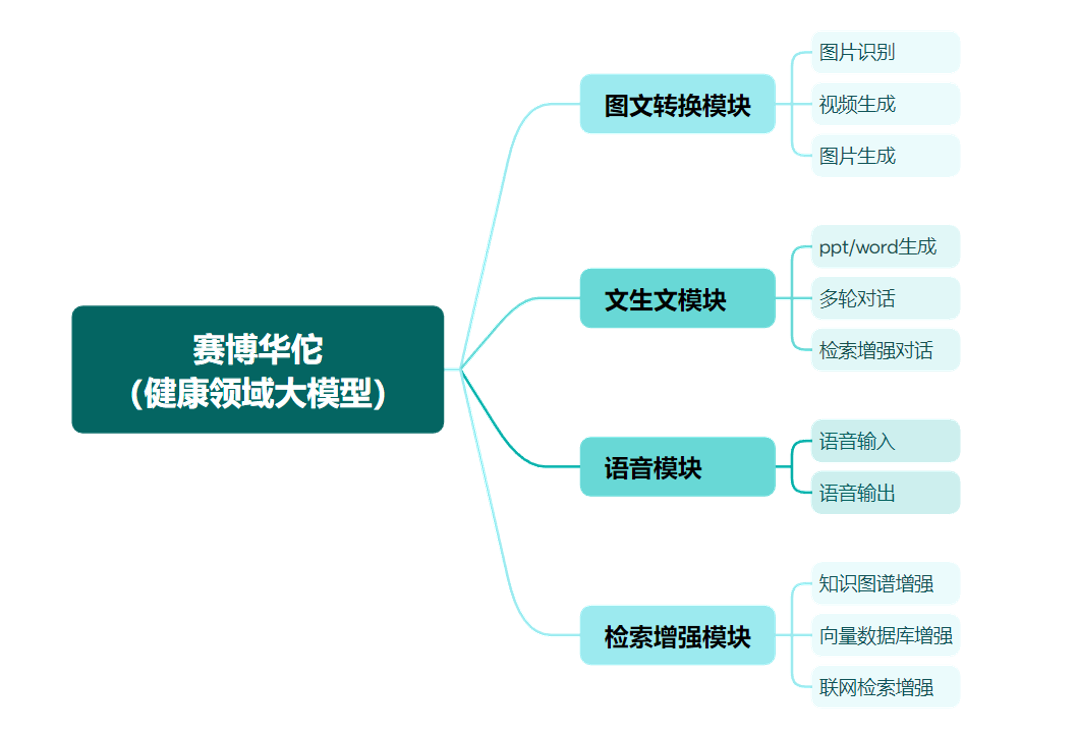 赛博华佗
（健康领域大模型）
图文转换模块
图片识别
视频生成
图片生成
文生文模块
ppt/word生成
多轮对话
检索增强对话
语音模块
语音输入
语音输出
检索增强模块
知识图谱增强
向量数据库增强
联网检索增强